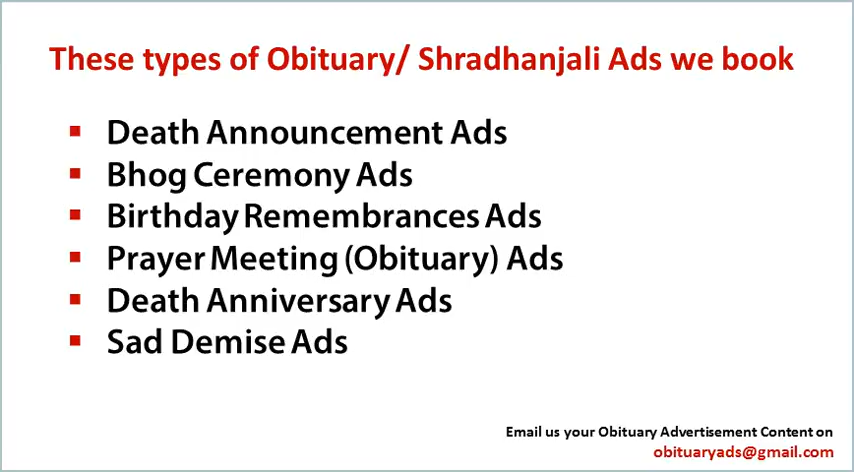 These types of Obituary/ Shradhanjali Ads we book
▪ Death Announcement Ads
▪ Bhog Ceremony Ads
▪ Birthday Remembrances Ads
▪ Prayer Meeting (Obituary) Ads
▪ Death Anniversary Ads
▪ Sad Demise Ads
Email us your Obituary Advertisement Content on
obituaryads@gmail.com